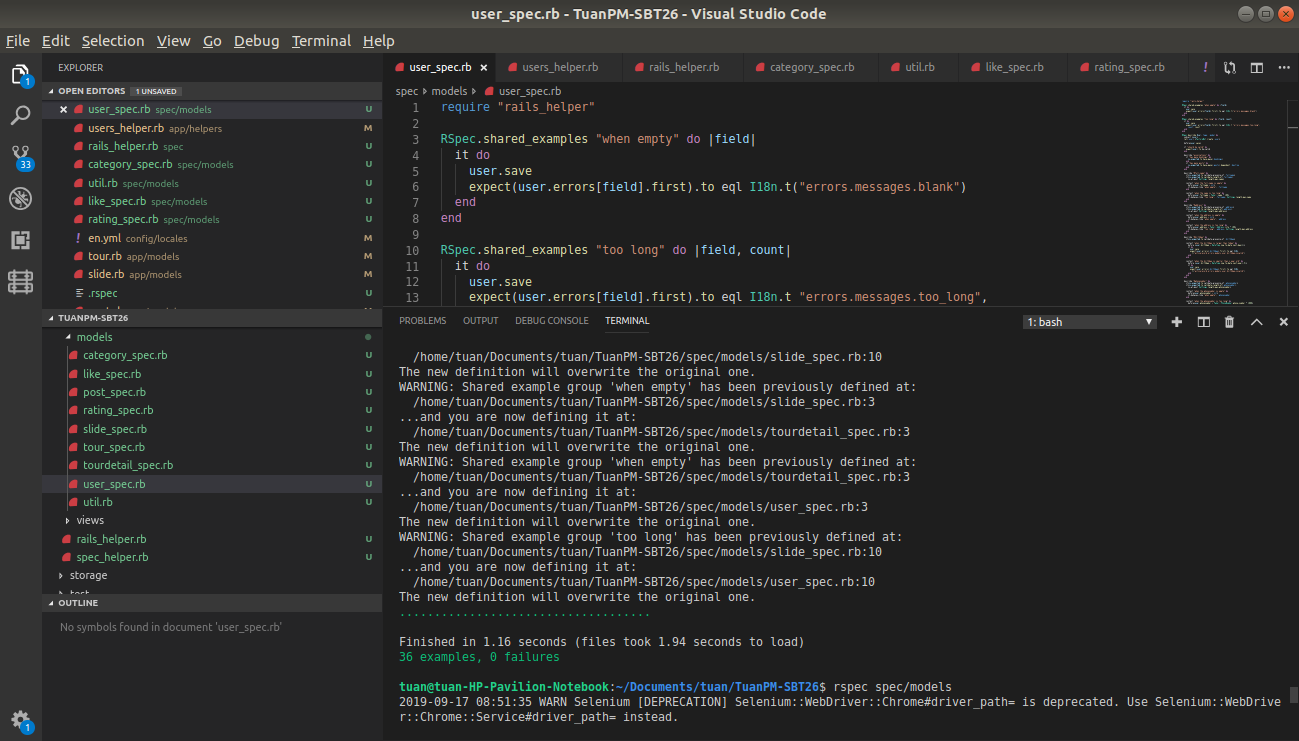 user_spec.rb - TuanPM-SBT26 - Visual Studio Code
File Edit Selection View Go Debug Terminal Help
EXPLORER
OPEN EDITORS 1 UNSAVED
user_spec.rb spec/models U
users_helper.rb app/helpers M
rails_helper.rb spec U
category_spec.rb spec/models U
util.rb spec/models U
like_spec.rb spec/models U
rating_spec.rb spec/models U
! en.yml config/locales M
tour.rb app/models M
slide.rb app/models M
.rspec U
TUANPM-SBT26
models
category_spec.rb U
like_spec.rb U
post_spec.rb U
rating_spec.rb U
slide_spec.rb U
tour_spec.rb U
tourdetail_spec.rb U
user_spec.rb U
util.rb U
views
rails_helper.rb U
spec_helper.rb U
storage
test
OUTLINE
No symbols found in document 'user_spec.rb'
1
33
1
user_spec.rb users_helper.rb rails_helper.rb category_spec.rb util.rb like_spec.rb rating_spec.rb !
spec models user_spec.rb
1 require "rails_helper"
2
3 RSpec.shared_examples "when empty" do |field|
4 it do
5 user.save
6 expect(user.errors[field].first).to eql I18n.t("errors.messages.blank")
7 end
8 end
9
10 RSpec.shared_examples "too long" do |field, count|
11 it do
12 user.save
13 expect(user.errors[field].first).to eql I18n.t "errors.messages.too_long",
PROBLEMS OUTPUT DEBUG CONSOLE TERMINAL
1: bash
/home/tuan/Documents/tuan/TuanPM-SBT26/spec/models/slide_spec.rb:10
The new definition will overwrite the original one.
WARNING: Shared example group 'when empty' has been previously defined at:
/home/tuan/Documents/tuan/TuanPM-SBT26/spec/models/slide_spec.rb:3
...and you are now defining it at:
/home/tuan/Documents/tuan/TuanPM-SBT26/spec/models/tourdetail_spec.rb:3
The new definition will overwrite the original one.
WARNING: Shared example group 'when empty' has been previously defined at:
/home/tuan/Documents/tuan/TuanPM-SBT26/spec/models/tourdetail_spec.rb:3
...and you are now defining it at:
/home/tuan/Documents/tuan/TuanPM-SBT26/spec/models/user_spec.rb:3
The new definition will overwrite the original one.
WARNING: Shared example group 'too long' has been previously defined at:
/home/tuan/Documents/tuan/TuanPM-SBT26/spec/models/slide_spec.rb:10
...and you are now defining it at:
/home/tuan/Documents/tuan/TuanPM-SBT26/spec/models/user_spec.rb:10
The new definition will overwrite the original one.
....................................
Finished in 1.16 seconds (files took 1.94 seconds to load)
36 examples, 0 failures
tuan@tuan-HP-Pavilion-Notebook:~/Documents/tuan/TuanPM-SBT26$ rspec spec/models
2019-09-17 08:51:35 WARN Selenium [DEPRECATION] Selenium::WebDriver::Chrome#driver_path= is deprecated. Use Selenium::WebDrive
r::Chrome::Service#driver_path= instead.